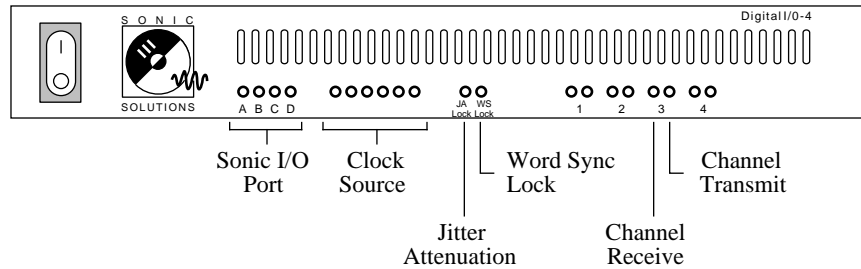 SONIC
SOLUTIONS
Digital I/0-4
A B C D
JA Lock
WS Lock
1 2 3 4
Sonic I/O Port
Clock Source
Word Sync Lock
Channel Transmit
Jitter Attenuation
Channel Receive